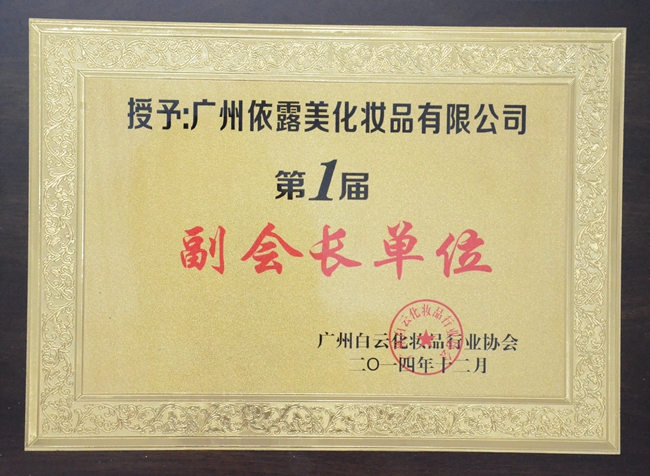 授予:广州依露美化妆品有限公司
第1届
副会长单位
广州白云化妆品行业协会
二〇一四年十二月